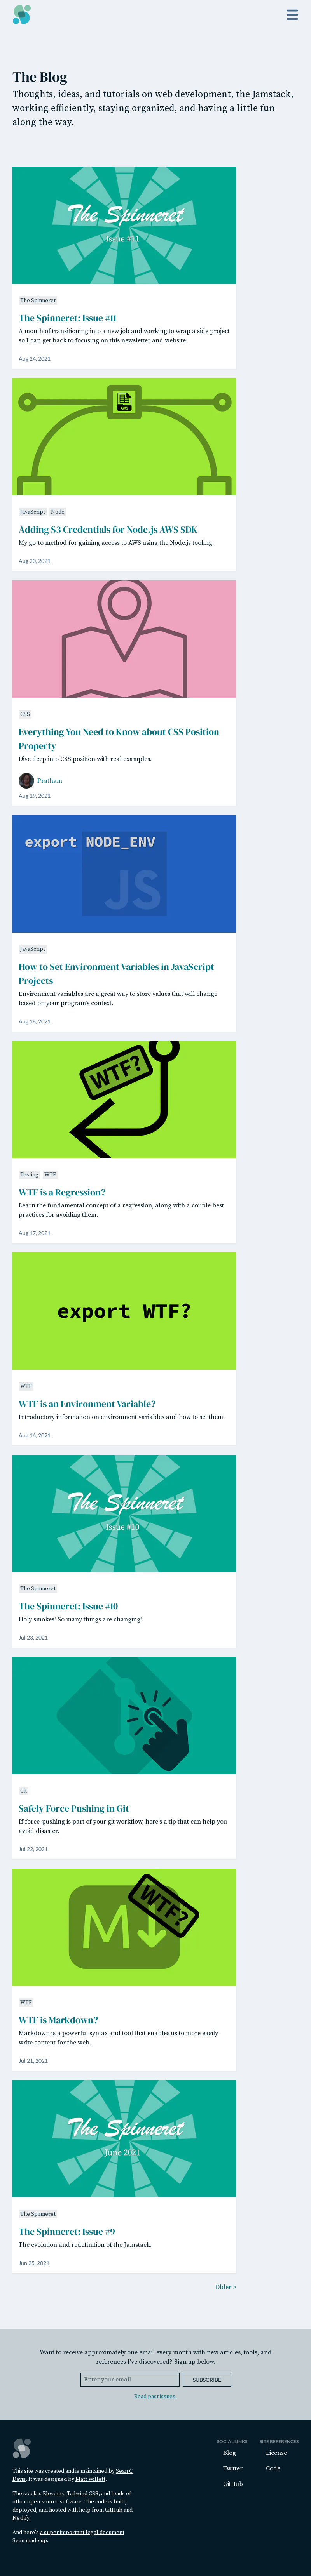 The Blog
Thoughts, ideas, and tutorials on web development, the Jamstack,
working efficiently, staying organized, and having a little fun
along the way.
The Spinneret
Issue #11
The Spinneret
The Spinneret: Issue #11
A month of transitioning into a new job and working to wrap a side project
so I can get back to focusing on this newsletter and website.
Aug 24, 2021
AWS
JavaScript Node
Adding S3 Credentials for Node.js AWS SDK
My go-to method for gaining access to AWS using the Node.js tooling.
Aug 20, 2021
CSS
Everything You Need to Know about CSS Position
Property
Dive deep into CSS position with real examples.
Pratham
Aug 19, 2021
export NODE_ENV
JS
JavaScript
How to Set Environment Variables in JavaScript
Projects
Environment variables are a great way to store values that will change
based on your program's context.
Aug 18, 2021
WTF?
Testing WTF
WTF is a Regression?
Learn the fundamental concept of a regression, along with a couple best
practices for avoiding them.
Aug 17, 2021
export WTF?
WTF
WTF is an Environment Variable?
Introductory information on environment variables and how to set them.
Aug 16, 2021
The Spinneret
Issue #10
The Spinneret
The Spinneret: Issue #10
Holy smokes! So many things are changing!
Jul 23, 2021
Git
Safely Force Pushing in Git
If force-pushing is part of your git workflow, here's a tip that can help you
avoid disaster.
Jul 22, 2021
WTF?
M
WTF
WTF is Markdown?
Markdown is a powerful syntax and tool that enables us to more easily
write content for the web.
Jul 21, 2021
The Spinneret
June 2021
The Spinneret
The Spinneret: Issue #9
The evolution and redefinition of the Jamstack.
Jun 25, 2021
Older >
Want to receive approximately one email every month with new articles, tools, and
references I've discovered? Sign up below.
Enter your email
SUBSCRIBE
Read past issues.
This site was created and is maintained by Sean C
Davis. It was designed by Matt Willett.
The stack is Eleventy, Tailwind CSS, and loads of
other open-source software. The code is built,
deployed, and hosted with help from GitHub and
Netlify.
And here's a super important legal document
Sean made up.
SOCIAL LINKS
Blog
Twitter
GitHub
SITE REFERENCES
License
Code